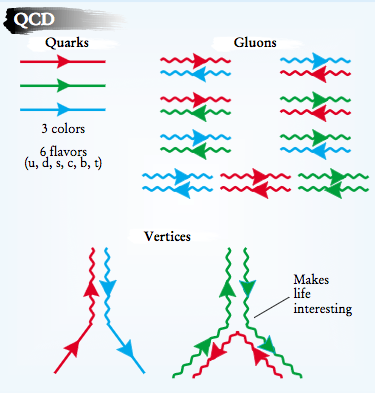 QCD
Quarks
Gluons
3 colors
6 flavors
(u, d, s, c, b, t)
Vertices
Makes
life
interesting